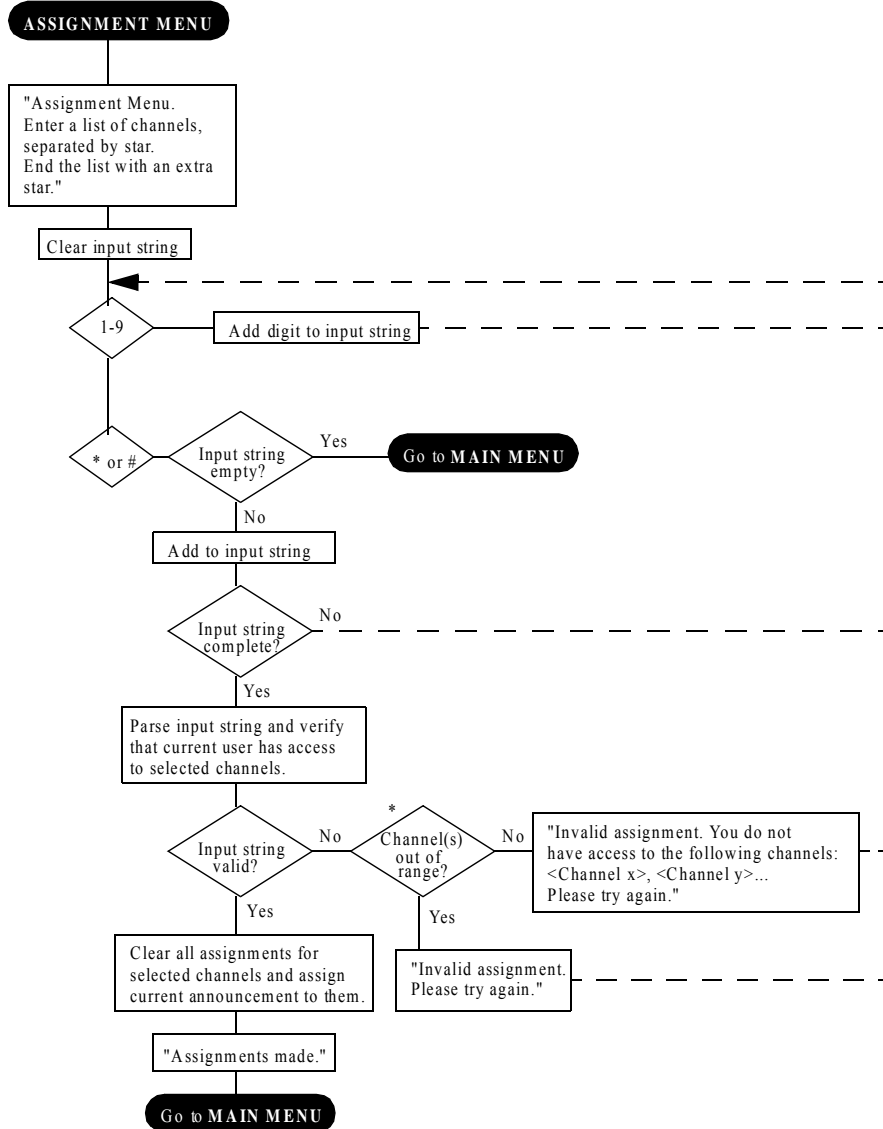 ASSIGNMENT MENU
"Assignment Menu.
Enter a list of channels,
separated by star.
End the list with an extra
star."
Clear input string
1-9
Add digit to input string
* or #
Input string
empty?
Yes
Go to MAIN MENU
No
Add to input string
Input string
complete?
No
Yes
Parse input string and verify
that current user has access
to selected channels.
Input string
valid?
No
*
Channel(s)
out of
range?
No
"Invalid assignment. You do not
have access to the following channels:
<Channel x>, <Channel y>...
Please try again."
Yes
Yes
Clear all assignments for
selected channels and assign
current announcement to them.
"Invalid assignment.
Please try again."
"Assignments made."
Go to MAIN MENU